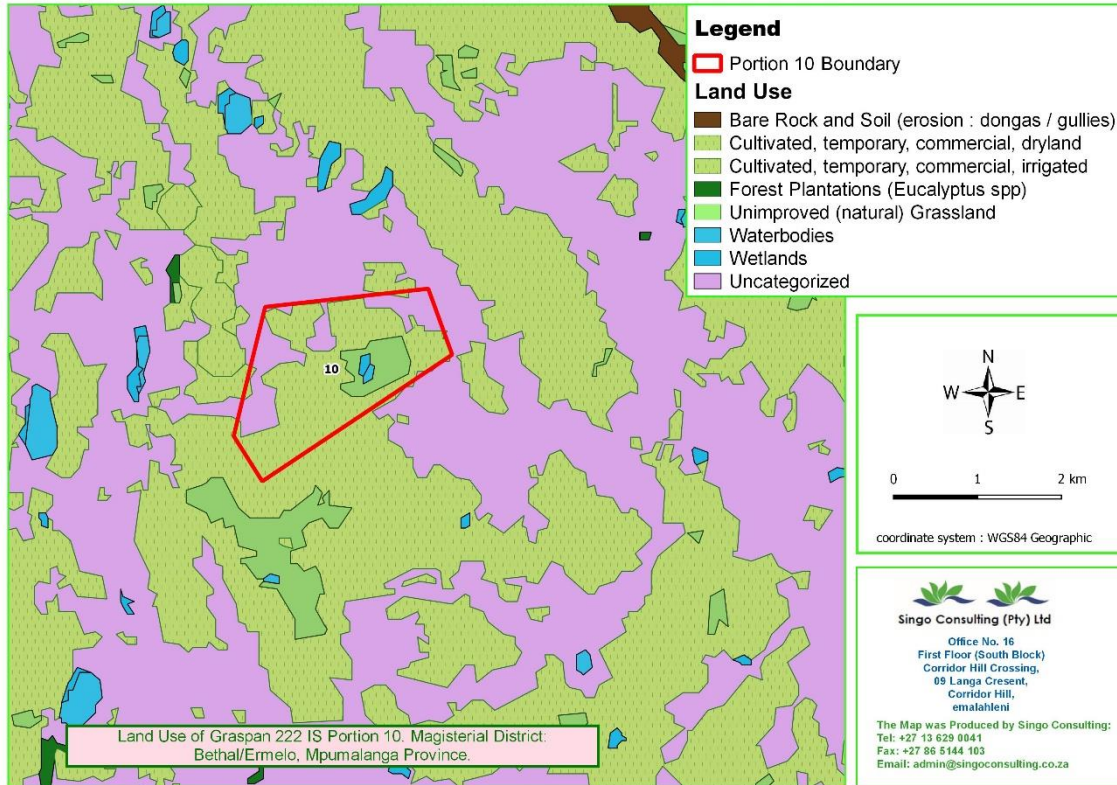 Legend
Portion 10 Boundary
Land Use
Bare Rock and Soil (erosion : dongas / gullies)
Cultivated, temporary, commercial, dryland
Cultivated, temporary, commercial, irrigated
Forest Plantations (Eucalyptus spp)
Unimproved (natural) Grassland
Waterbodies
Wetlands
Uncategorized
10
N
W E
S
0 1 2 km
coordinate system : WGS84 Geographic
Singo Consulting (Pty) Ltd
Office No. 16
First Floor (South Block)
Corridor Hill Crossing,
09 Langa Cresent,
Corridor Hill,
emalahleni
The Map was Produced by Singo Consulting:
Tel: +27 13 629 0041
Fax: +27 86 5144 103
Email: admin@singoconsulting.co.za
Land Use of Graspan 222 IS Portion 10. Magisterial District:
Bethal/Ermelo, Mpumalanga Province.